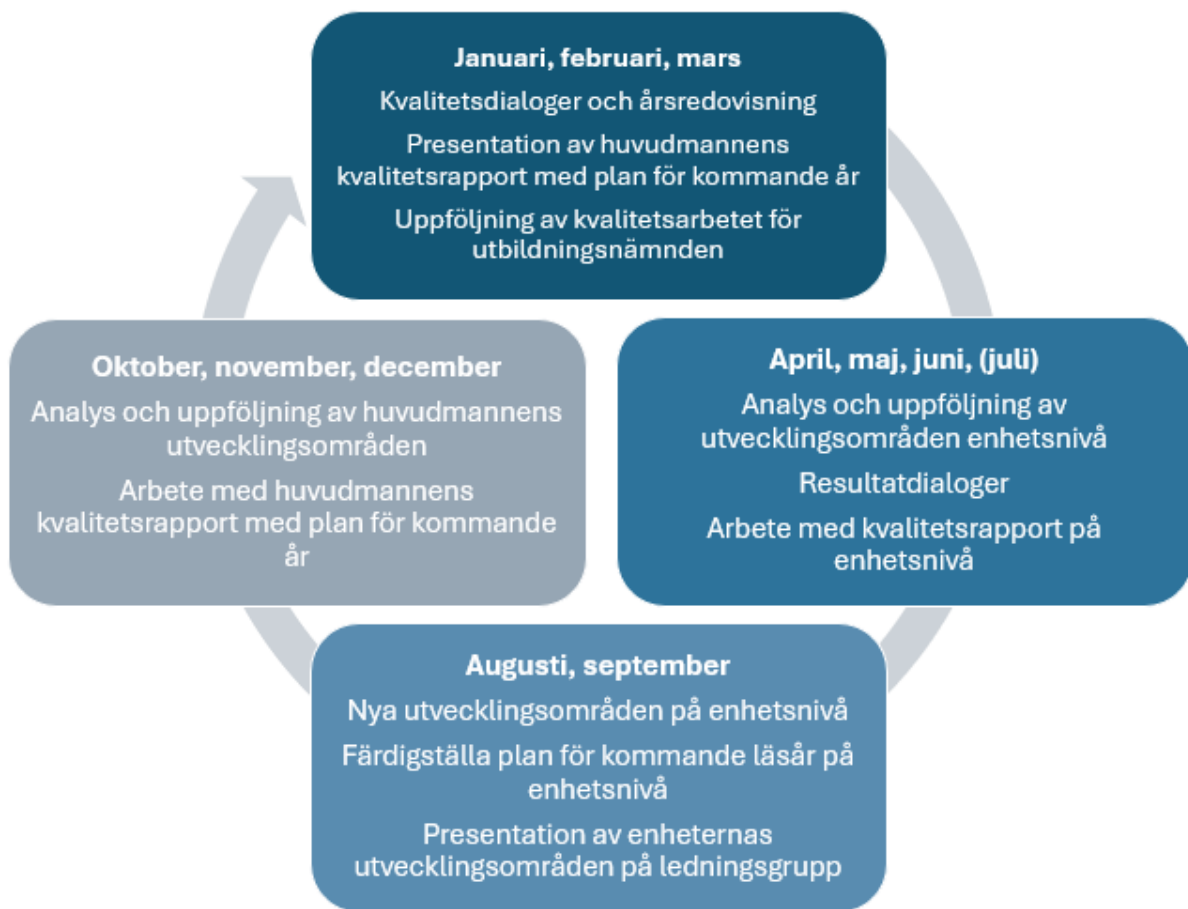 Januari, februari, mars
Kvalitetsdialoger och årsredovisning
Presentation av huvudmannens
kvalitetsrapport med plan för kommande år
Uppföljning av kvalitetsarbetet för
utbildningsnämnden
April, maj, juni, (juli)
Analys och uppföljning av
utvecklingsområden enhetsnivå
Resultatdialoger
Arbete med kvalitetsrapport på
enhetsnivå
Augusti, september
Nya utvecklingsområden på enhetsnivå
Färdigställa plan för kommande läsår på
enhetsnivå
Presentation av enheternas
utvecklingsområden på ledningsgrupp
Oktober, november, december
Analys och uppföljning av huvudmannens
utvecklingsområden
Arbete med huvudmannens
kvalitetsrapport med plan för kommande
år